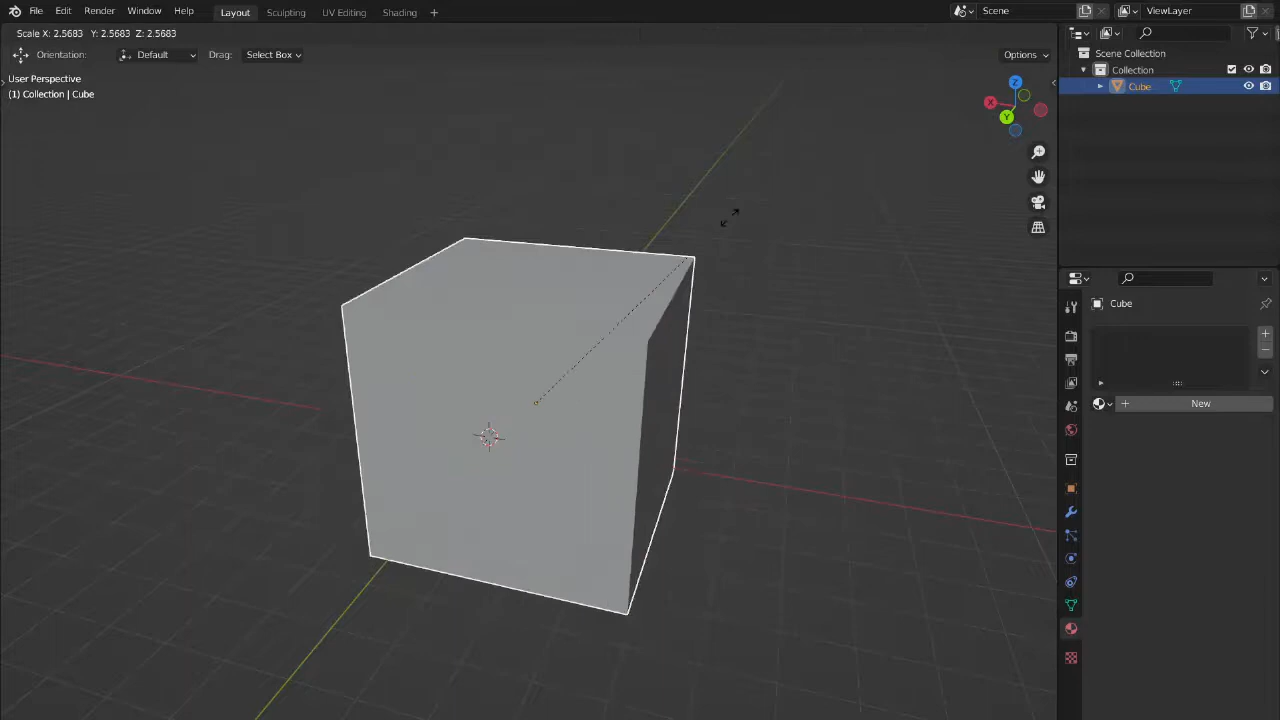 File Edit Render Window Help Layout Sculpting UV Editing Shading + Scene ViewLayer
Scale X: 2.5683 Y: 2.5683 Z: 2.5683
Orientation: Default Drag: Select Box Options
User Perspective
(1) Collection | Cube
Z
X
Y
Scene Collection
Collection
Cube
Cube
New